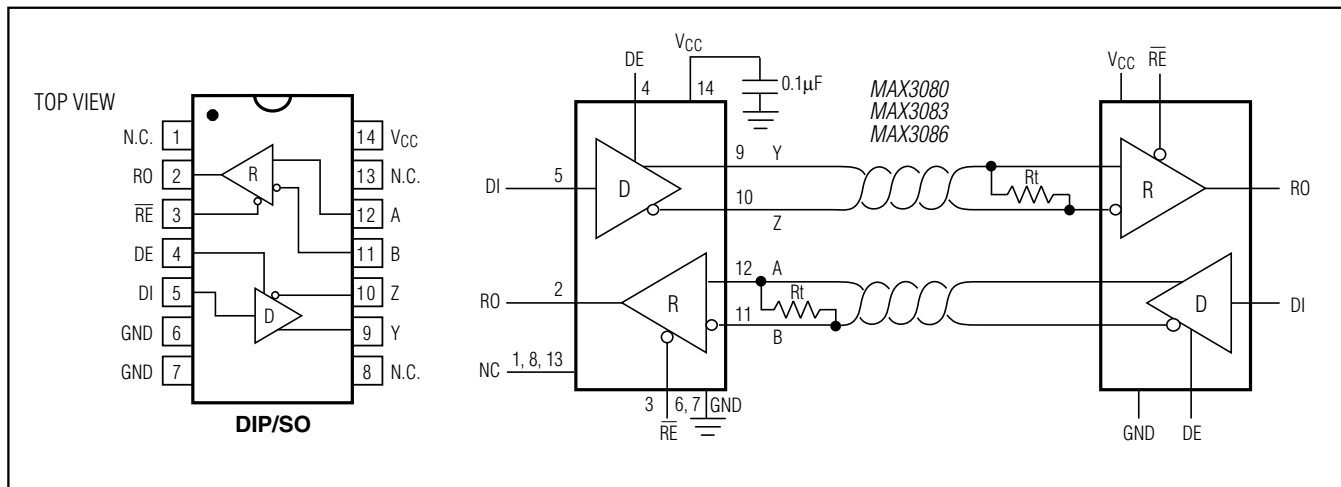 TOP VIEW
N.C. 1
RO 2
RE 3
DE 4
DI 5
GND 6
GND 7
14 VCC
13 N.C.
12 A
11 B
10 Z
9 Y
8 N.C.
R
D
DIP/SO
VCC
DE
4
14
0.1µF
MAX3080
MAX3083
MAX3086
VCC RE
DI 5
D
9 Y
10
Z
Rt
R
RO
RO 2
R
12 A
Rt
11
B
D
DI
NC 1, 8, 13
3 6, 7 GND
RE
GND DE